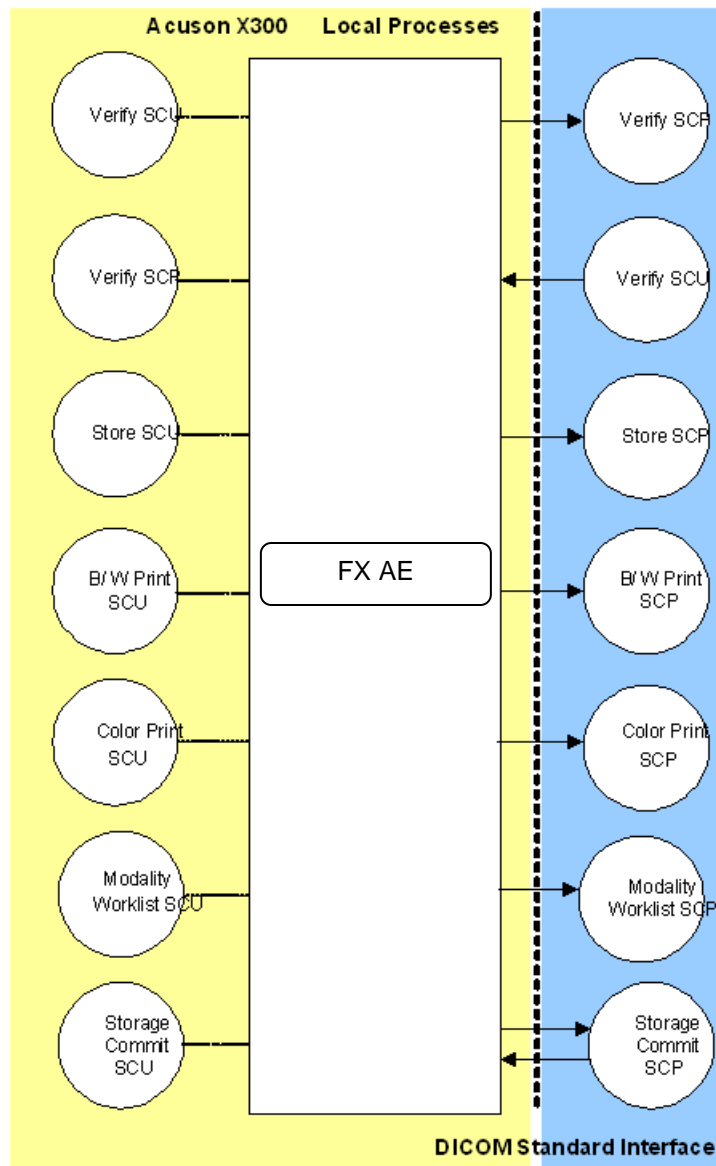 Acuson X300 Local Processes
Verify SCU
Verify SCP
Verify SCP
Verify SCU
Store SCU
Store SCP
FX AE
B/W Print
SCU
B/W Print
SCP
Color Print
SCU
Color Print
SCP
Modality
Worklist SCU
Modality
Worklist SCP
Storage
Commit
SCU
Storage
Commit
SCP
DICOM Standard Interface